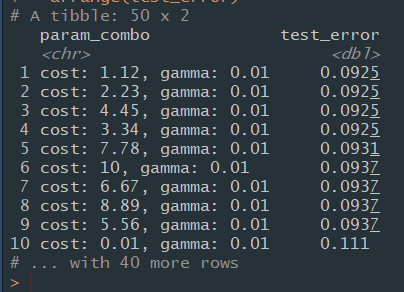 arrange(test_error)
# A tibble: 50 x 2
param_combo test_error
<chr> <dbl>
1 cost: 1.12, gamma: 0.01 0.0925
2 cost: 2.23, gamma: 0.01 0.0925
3 cost: 4.45, gamma: 0.01 0.0925
4 cost: 3.34, gamma: 0.01 0.0925
5 cost: 7.78, gamma: 0.01 0.0931
6 cost: 10, gamma: 0.01 0.0937
7 cost: 6.67, gamma: 0.01 0.0937
8 cost: 8.89, gamma: 0.01 0.0937
9 cost: 5.56, gamma: 0.01 0.0937
10 cost: 0.01, gamma: 0.01 0.111
# ... with 40 more rows
>